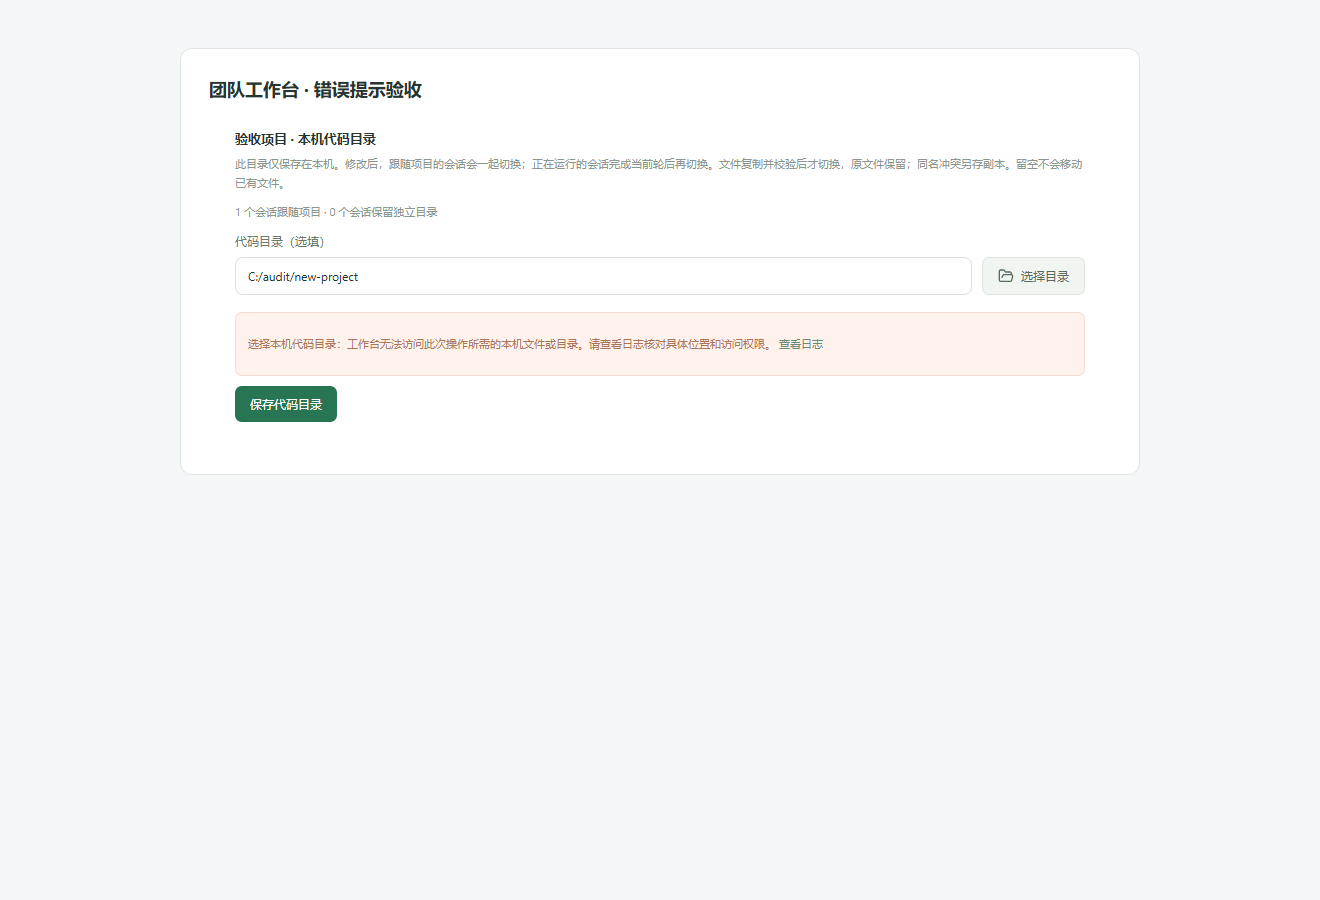 团队工作台 · 错误提示验收
验收项目 · 本机代码目录
此目录仅保存在本机。修改后，跟随项目的会话会一起切换；正在运行的会话完成当前轮后再切换。文件复制并校验后才切换，原文件保留；同名冲突另存副本。留空不会移动
已有文件。
1 个会话跟随项目 · 0 个会话保留独立目录
代码目录（选填）
C:/audit/new-project
选择目录
选择本机代码目录：工作台无法访问此次操作所需的本机文件或目录。请查看日志核对具体位置和访问权限。 查看日志
保存代码目录